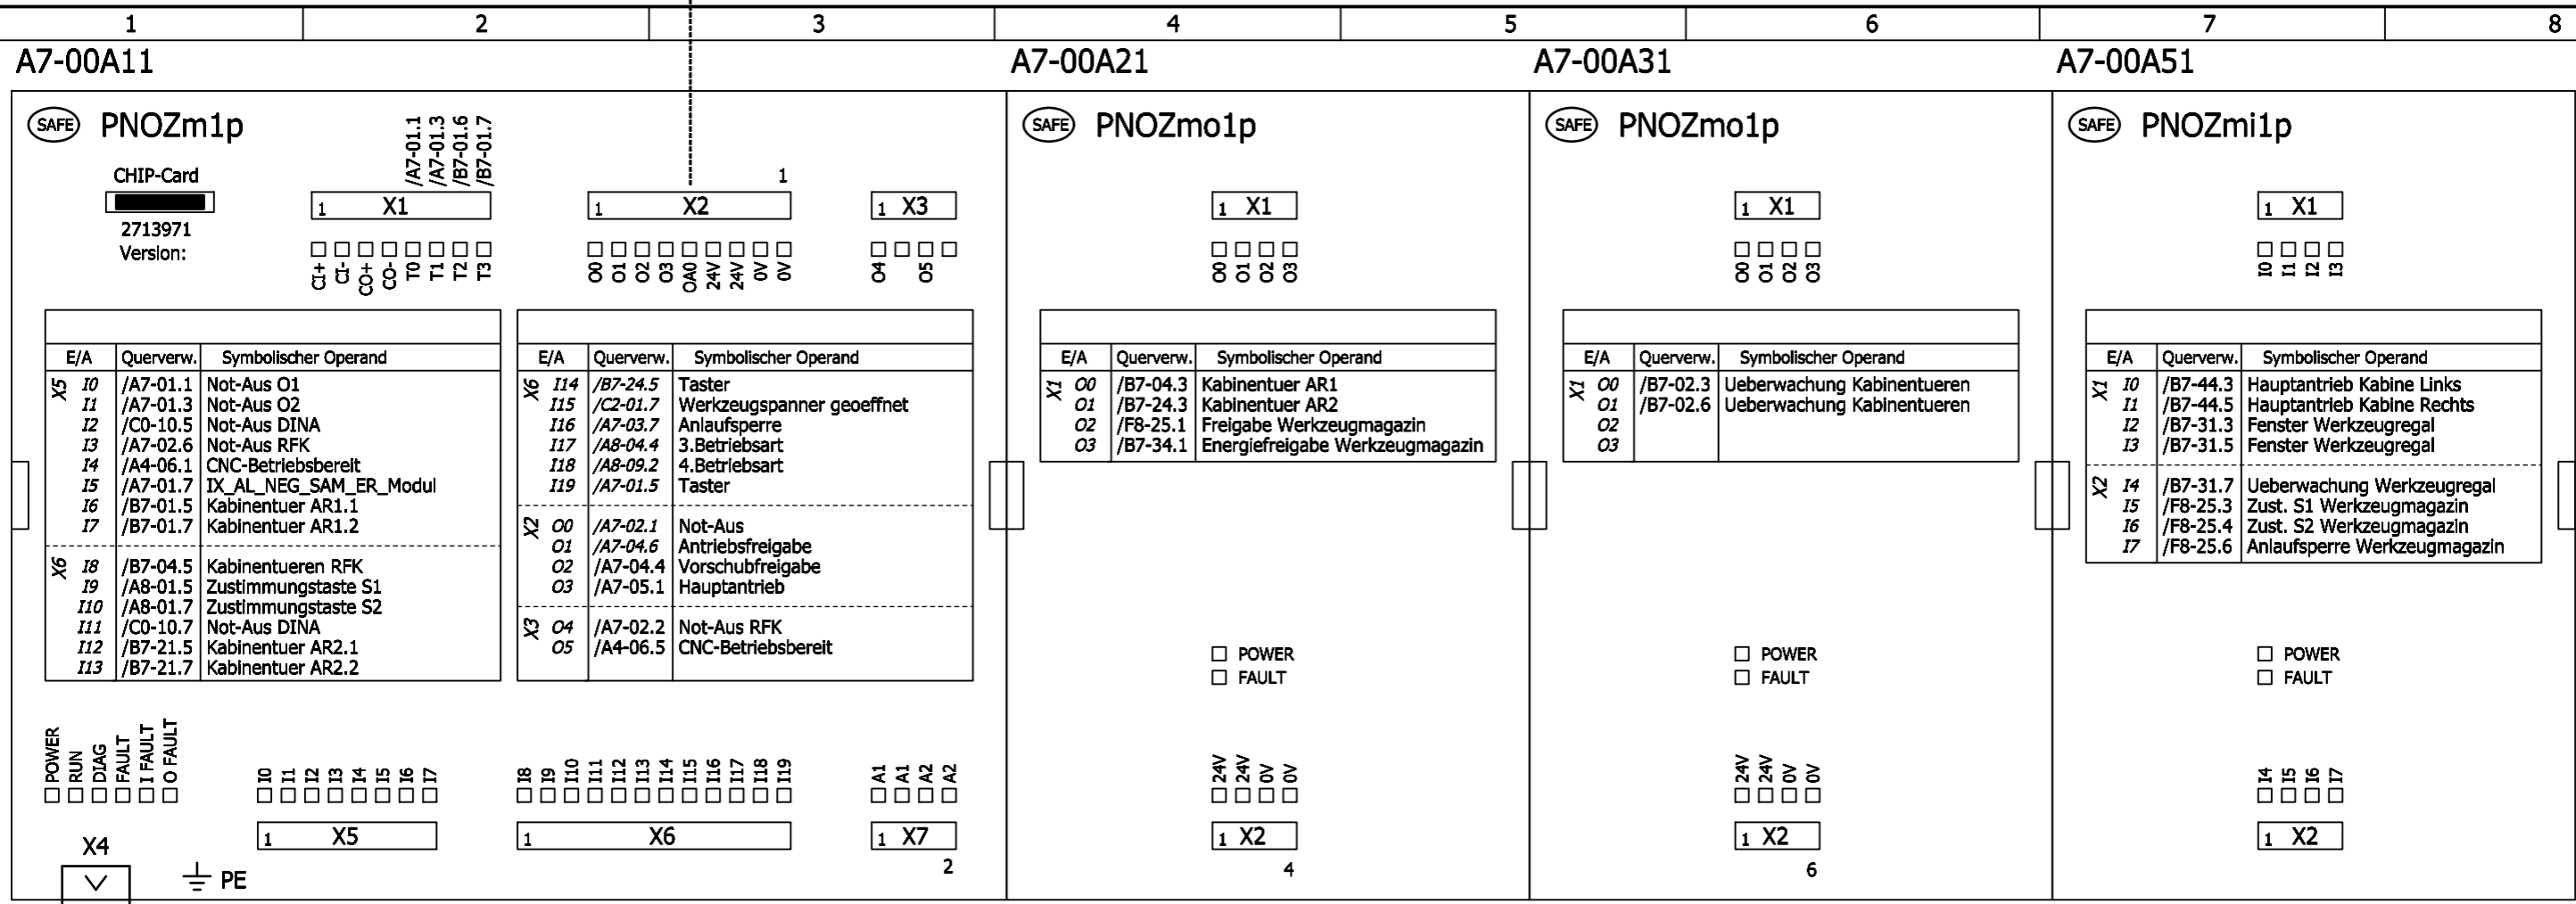 1 2 3 4 5 6 7 8
A7-00A11 A7-00A21 A7-00A31 A7-00A51
SAFE PNOZm1p
CHIP-Card
2713971
Version:
/A7-01.1
/A7-01.3
/B7-01.6
/B7-01.7
1 X1
CI+ CI- CO+ CO- T0 T1 T2 T3
1
1 X2
O0 O1 O2 O3 OA0 24V 24V 0V 0V
1 X3
O4 O5
E/A Querverw. Symbolischer Operand
X5 I0 /A7-01.1 Not-Aus O1
I1 /A7-01.3 Not-Aus O2
I2 /C0-10.5 Not-Aus DINA
I3 /A7-02.6 Not-Aus RFK
I4 /A4-06.1 CNC-Betriebsbereit
I5 /A7-01.7 IX_AL_NEG_SAM_ER_Modul
I6 /B7-01.5 Kabinentuer AR1.1
I7 /B7-01.7 Kabinentuer AR1.2
X6 I8 /B7-04.5 Kabinentueren RFK
I9 /A8-01.5 Zustimmungstaste S1
I10 /A8-01.7 Zustimmungstaste S2
I11 /C0-10.7 Not-Aus DINA
I12 /B7-21.5 Kabinentuer AR2.1
I13 /B7-21.7 Kabinentuer AR2.2
E/A Querverw. Symbolischer Operand
X6 I14 /B7-24.5 Taster
I15 /C2-01.7 Werkzeugspanner geoeffnet
I16 /A7-03.7 Anlaufsperre
I17 /A8-04.4 3.Betriebsart
I18 /A8-09.2 4.Betriebsart
I19 /A7-01.5 Taster
X2 O0 /A7-02.1 Not-Aus
O1 /A7-04.6 Antriebsfreigabe
O2 /A7-04.4 Vorschubfreigabe
O3 /A7-05.1 Hauptantrieb
X3 O4 /A7-02.2 Not-Aus RFK
O5 /A4-06.5 CNC-Betriebsbereit
POWER
RUN
DIAG
FAULT
I FAULT
O FAULT
I0 I1 I2 I3 I4 I5 I6 I7
1 X5
I8 I9 I10 I11 I12 I13 I14 I15 I16 I17 I18 I19
1 X6
A1 A1 A2 A2
1 X7
2
X4
PE
SAFE PNOZmo1p
1 X1
O0 O1 O2 O3
E/A Querverw. Symbolischer Operand
X1 O0 /B7-04.3 Kabinentuer AR1
O1 /B7-24.3 Kabinentuer AR2
O2 /F8-25.1 Freigabe Werkzeugmagazin
O3 /B7-34.1 Energiefreigabe Werkzeugmagazin
POWER
FAULT
24V 24V 0V 0V
1 X2
4
SAFE PNOZmo1p
1 X1
O0 O1 O2 O3
E/A Querverw. Symbolischer Operand
X1 O0 /B7-02.3 Ueberwachung Kabinentueren
O1 /B7-02.6 Ueberwachung Kabinentueren
O2
O3
POWER
FAULT
24V 24V 0V 0V
1 X2
6
SAFE PNOZmi1p
1 X1
I0 I1 I2 I3
E/A Querverw. Symbolischer Operand
X1 I0 /B7-44.3 Hauptantrieb Kabine Links
I1 /B7-44.5 Hauptantrieb Kabine Rechts
I2 /B7-31.3 Fenster Werkzeugregal
I3 /B7-31.5 Fenster Werkzeugregal
X2 I4 /B7-31.7 Ueberwachung Werkzeugregal
I5 /F8-25.3 Zust. S1 Werkzeugmagazin
I6 /F8-25.4 Zust. S2 Werkzeugmagazin
I7 /F8-25.6 Anlaufsperre Werkzeugmagazin
POWER
FAULT
I4 I5 I6 I7
1 X2